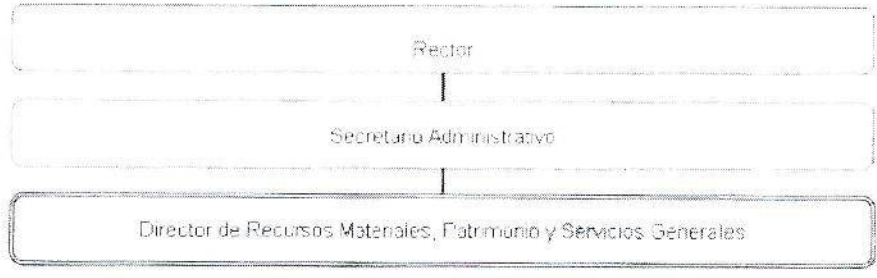 Rector
Secretario Administrativo
Director de Recursos Materiales, Patrimonio y Servicios Generales